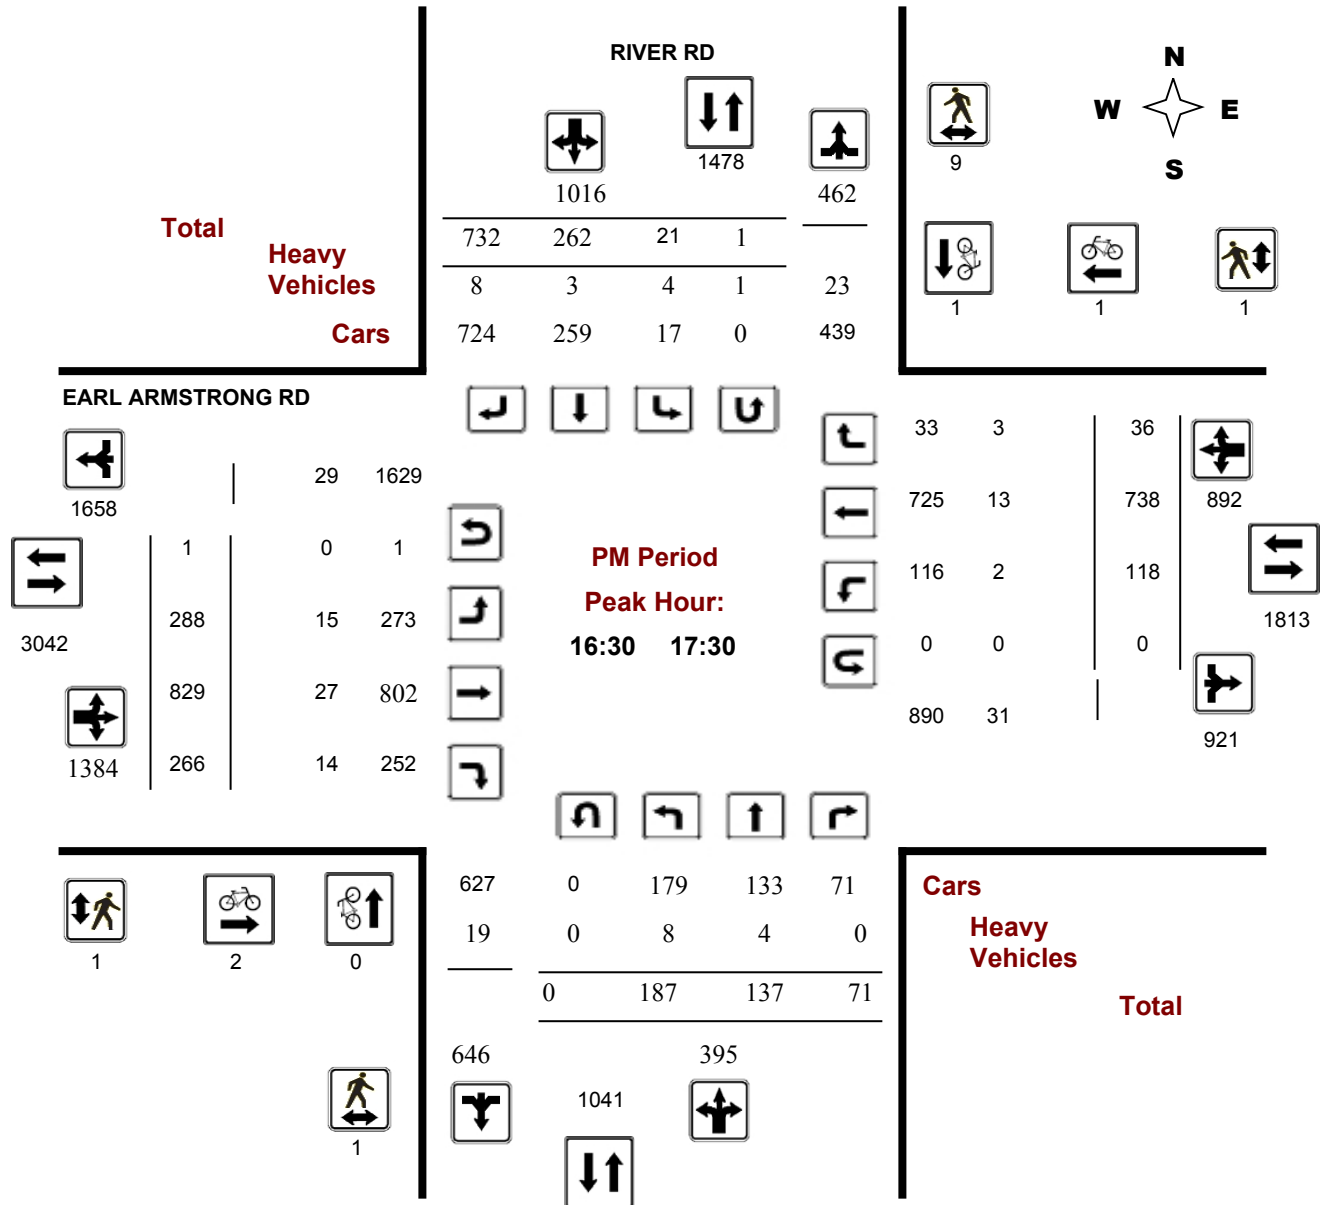 RIVER RD
N
W E
S
1478
9
1016 462
Total
732 262 21 1
Heavy
Vehicles
8 3 4 1 23
1 1 1
Cars
724 259 17 0 439
EARL ARMSTRONG RD
33 3 36
29 1629
1658
725 13 738 892
1 0 1
PM Period
116 2 118
Peak Hour:
288 15 273
1813
3042
16:30 17:30
0 0 0
829 27 802
890 31
921
1384 266 14 252
627 0 179 133 71
Cars
19 0 8 4 0
Heavy
Vehicles
1 2 0
0 187 137 71
Total
646 395
1041
1